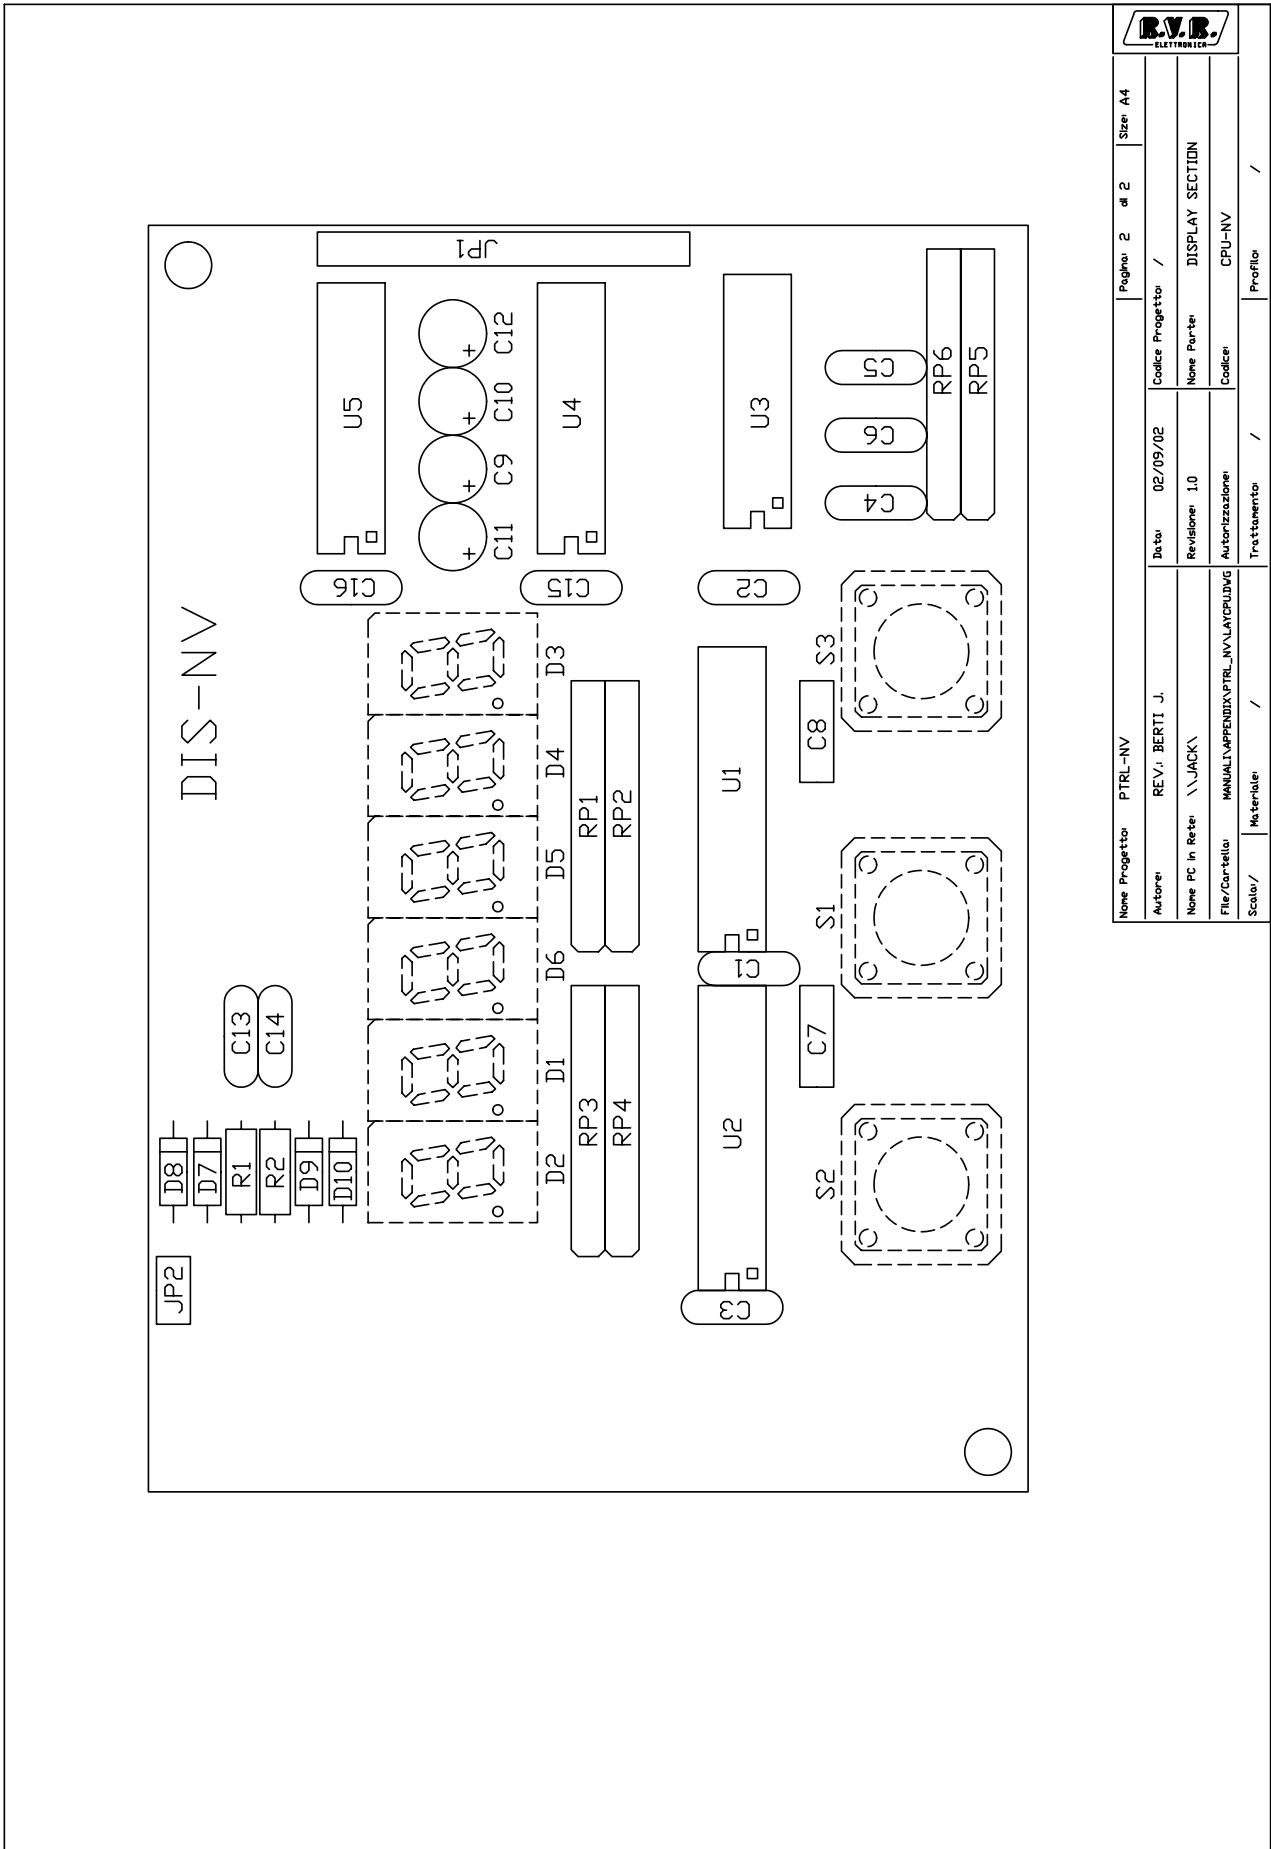 R.V.R.
ELETTRONICA
Nome Progetto: PTRL-NV
Pagina: 2 di 2
Size: A4
Autore: REV.: BERTI J.
Data: 02/09/02
Codice Progetto: /
Nome PC in Rete: \\JACK\
Revisione: 1.0
Nome Parte: DISPLAY SECTION
File/Cartella: MANUALI\APPENDIX\PTRL_NV\LAYCPU.DWG
Autorizzazione:
Codice: CPU-NV
Scala: /
Materiale: /
Trattamento: /
Profilo: /
DIS-NV
JP2
D8
D7
R1
R2
D9
D10
C13
C14
C16
U5
JP1
C11
C9
C10
C12
C15
U4
D2
D1
D6
D5
D4
D3
RP3
RP4
RP1
RP2
C3
U2
C1
U1
C2
U3
C7
C8
C4
C6
C5
S2
S1
S3
RP6
RP5